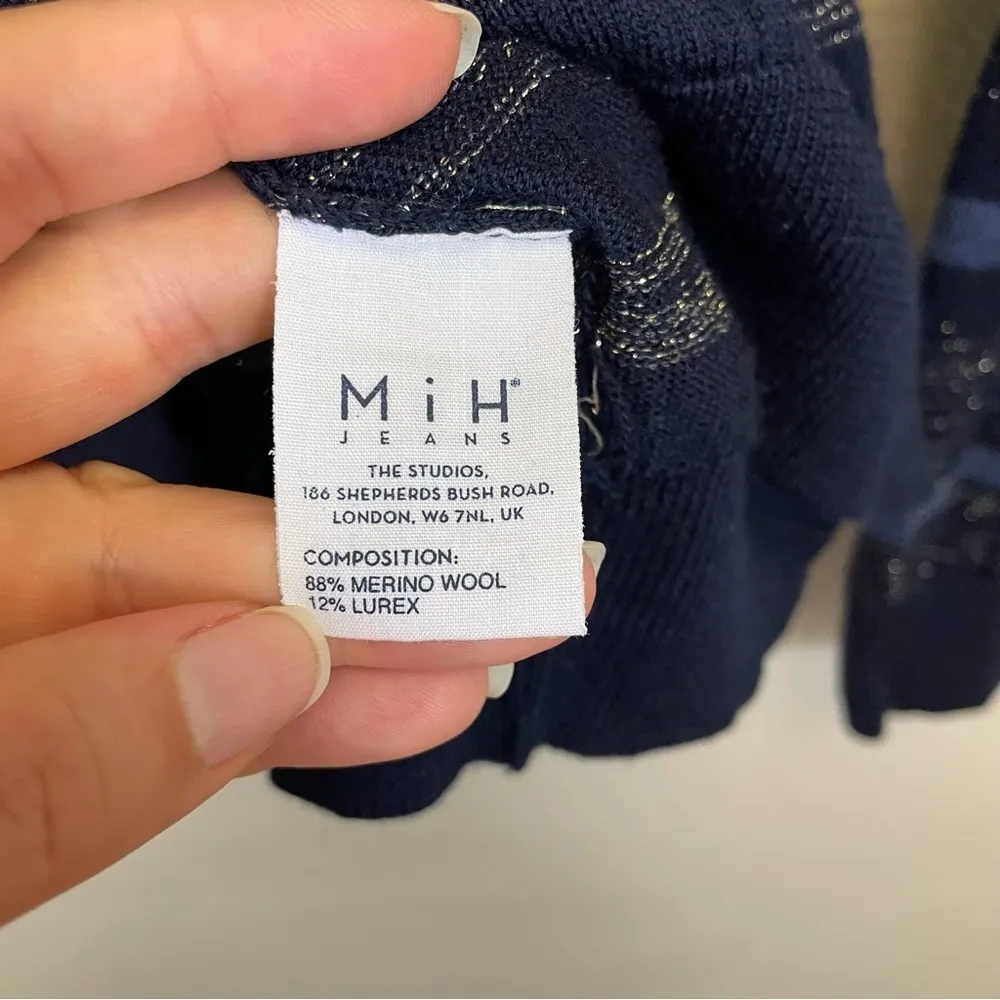 MiH
JEANS
THE STUDIOS,
186 SHEPHERDS BUSH ROAD,
LONDON, W6 7NL, UK
COMPOSITION:
88% MERINO WOOL
12% LUREX